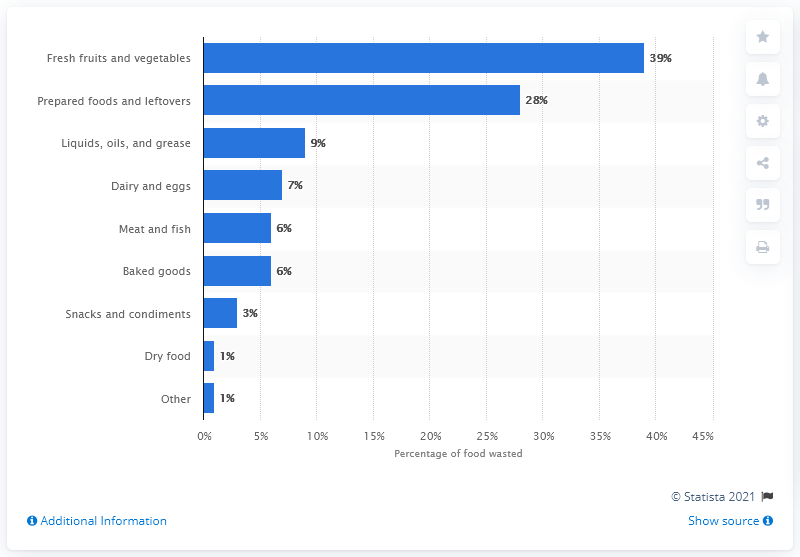 Fresh fruits and vegetables 39%
Prepared foods and leftovers 28%
Liquids, oils, and grease 9%
Dairy and eggs 7%
Meat and fish 6%
Baked goods 6%
Snacks and condiments 3%
Dry food 1%
Other 1%
0% 5% 10% 15% 20% 25% 30% 35% 40% 45%
Percentage of food wasted
© Statista 2021
Additional Information Show source